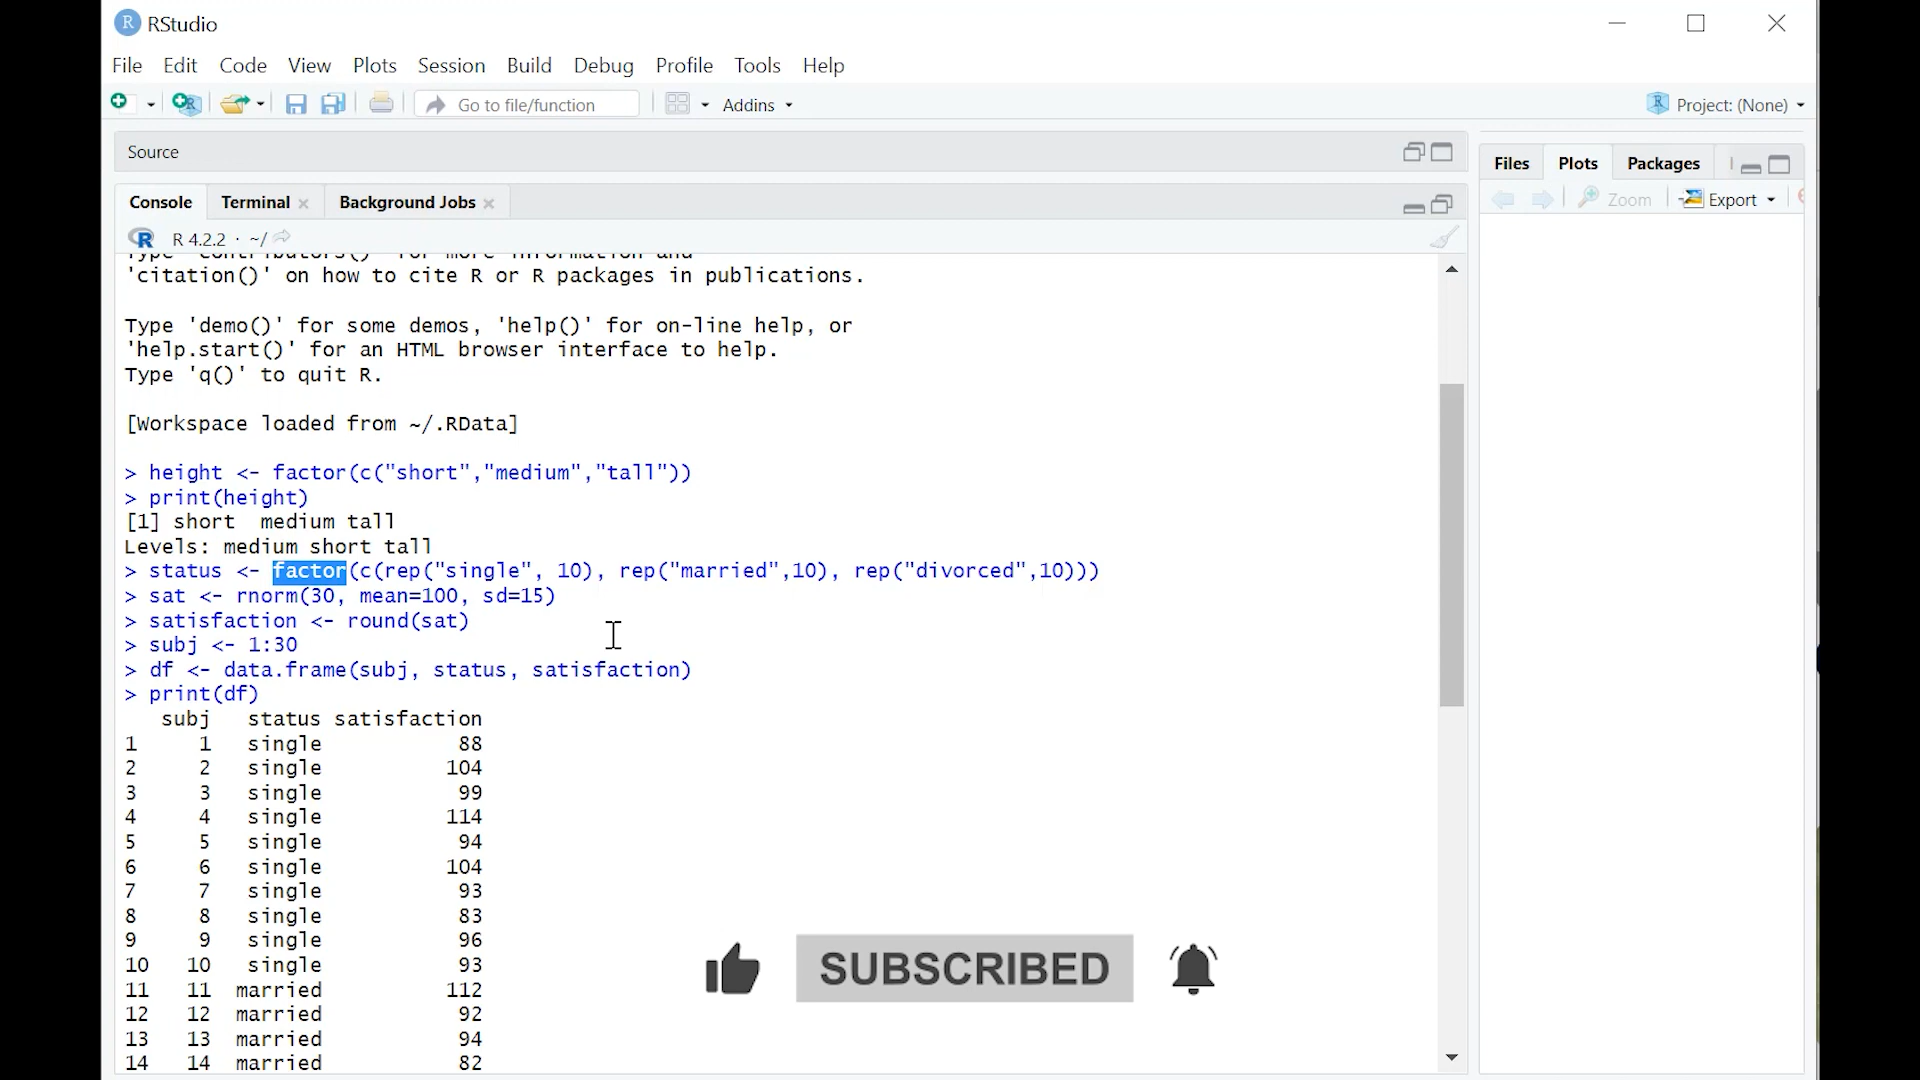 RStudio
File Edit Code View Plots Session Build Debug Profile Tools Help
Go to file/function Addins Project: (None)
Source
Files Plots Packages
Console Terminal Background Jobs
Zoom Export
R 4.2.2 · ~/
Type 'contributors()' for more information and
'citation()' on how to cite R or R packages in publications.
Type 'demo()' for some demos, 'help()' for on-line help, or
'help.start()' for an HTML browser interface to help.
Type 'q()' to quit R.
[Workspace loaded from ~/.RData]
> height <- factor(c("short","medium","tall"))
> print(height)
[1] short  medium tall
Levels: medium short tall
> status <- factor(c(rep("single", 10), rep("married",10), rep("divorced",10)))
> sat <- rnorm(30, mean=100, sd=15)
> satisfaction <- round(sat)
> subj <- 1:30
> df <- data.frame(subj, status, satisfaction)
> print(df)
subj status satisfaction
1 1 single 88
2 2 single 104
3 3 single 99
4 4 single 114
5 5 single 94
6 6 single 104
7 7 single 93
8 8 single 83
9 9 single 96
10 10 single 93
11 11 married 112
12 12 married 92
13 13 married 94
14 14 married 82
SUBSCRIBED